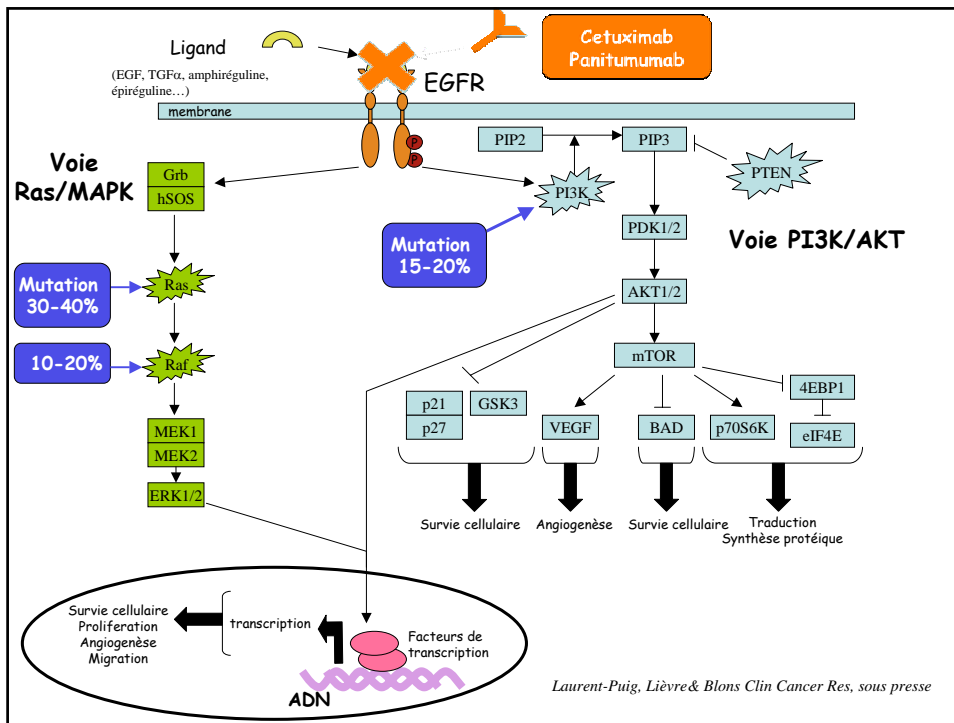 Ligand
(EGF, TGFα, amphiréguline,
épiréguline…)
Cetuximab
Panitumumab
EGFR
membrane
P
P
Voie
Ras/MAPK
Grb
hSOS
Mutation
30-40%
Ras
10-20%
Raf
MEK1
MEK2
ERK1/2
PIP2
PIP3
PI3K
PTEN
Mutation
15-20%
Voie PI3K/AKT
PDK1/2
AKT1/2
mTOR
p21
p27
GSK3
VEGF
BAD
p70S6K
4EBP1
eIF4E
Survie cellulaire
Angiogenèse
Survie cellulaire
Traduction
Synthèse protéique
Survie cellulaire
Proliferation
Angiogenèse
Migration
transcription
Facteurs de
transcription
ADN
Laurent-Puig, Lièvre& Blons Clin Cancer Res, sous presse